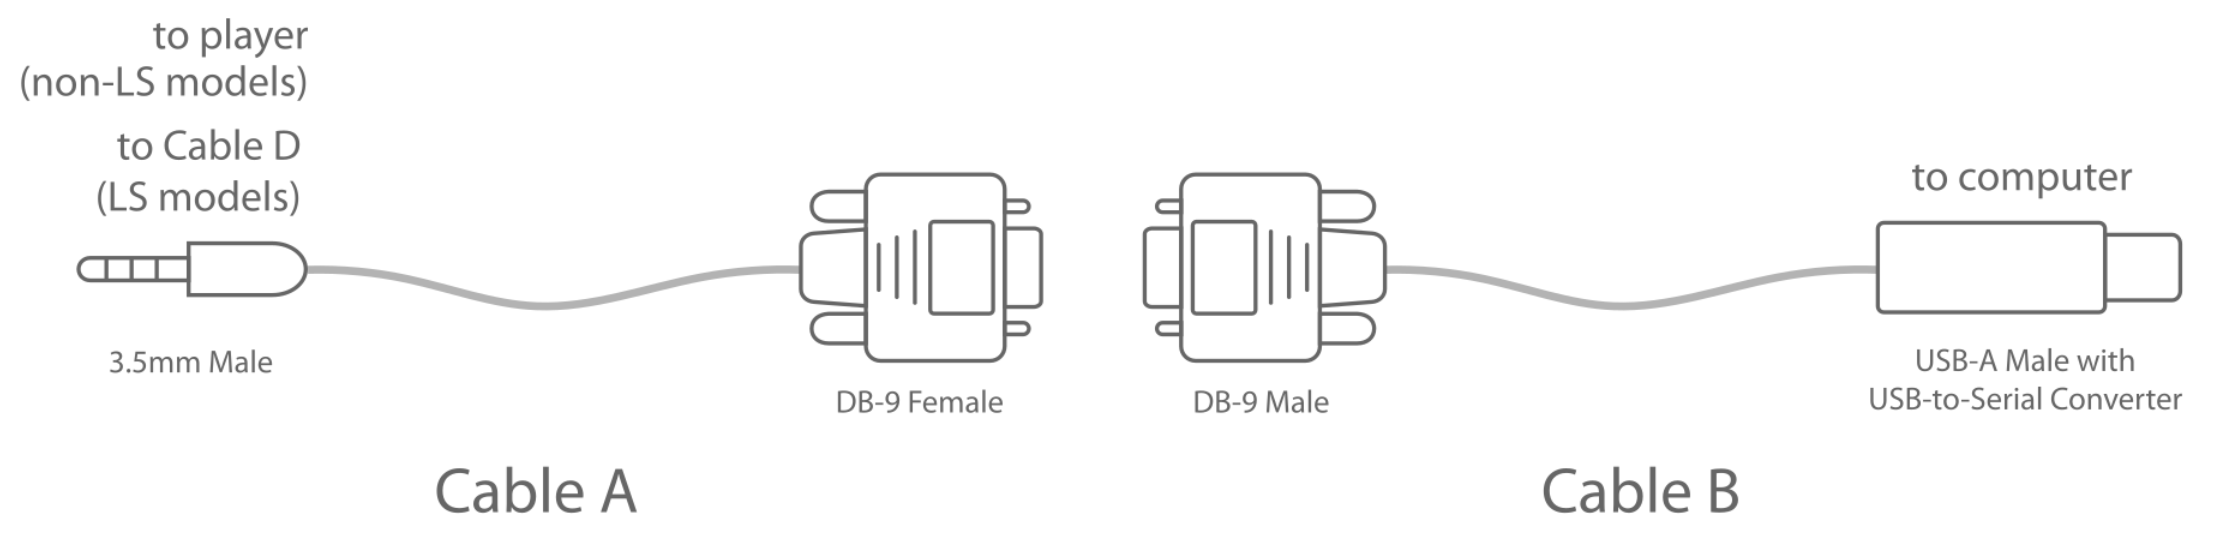 to player
(non-LS models)
to Cable D
(LS models)
3.5mm Male
DB-9 Female
Cable A
DB-9 Male
to computer
USB-A Male with
USB-to-Serial Converter
Cable B